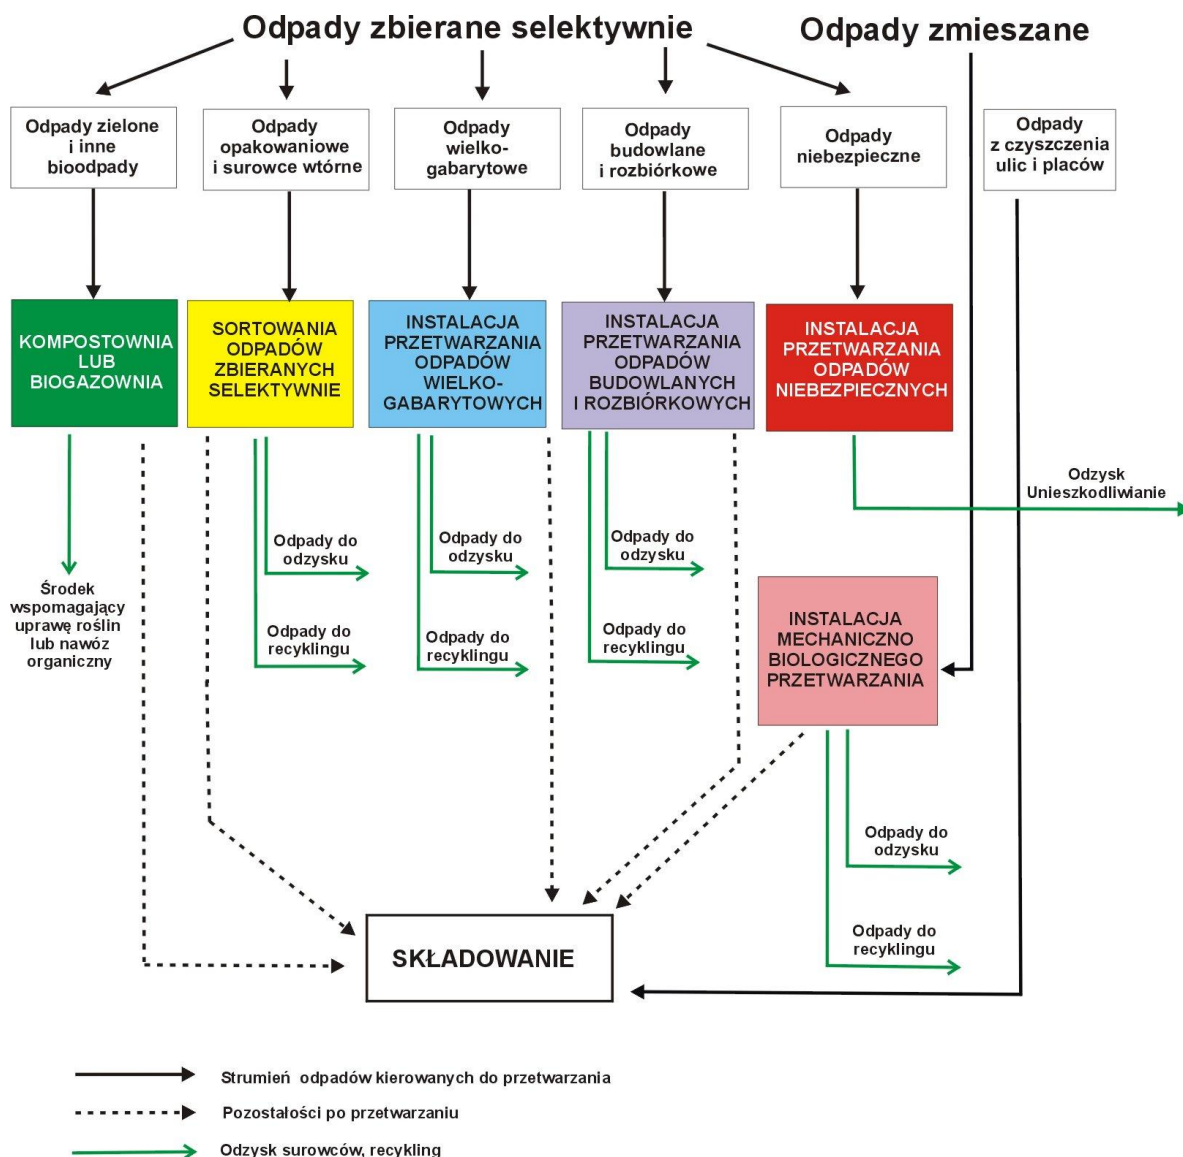 Odpady zbierane selektywnie
Odpady zmieszane
Odpady zielone
i inne
bioodpady
Odpady
opakowaniowe
i surowce wtórne
Odpady
wielko-
gabarytowe
Odpady
budowlane
i rozbiórkowe
Odpady
niebezpieczne
Odpady
z czyszczenia
ulic i placów
KOMPOSTOWNIA
LUB
BIOGAZOWNIA
SORTOWANIA
ODPADÓW
ZBIERANYCH
SELEKTYWNIE
INSTALACJA
PRZETWARZANIA
ODPADÓW
WIELKO-
GABARYTOWYCH
INSTALACJA
PRZETWARZANIA
ODPADÓW
BUDOWLANYCH
I ROZBIÓRKOWYCH
INSTALACJA
PRZETWARZANIA
ODPADÓW
NIEBEZPIECZNYCH
Odzysk
Unieszkodliwianie
Odpady do
odzysku
Odpady do
odzysku
Odpady do
odzysku
Środek
wspomagający
uprawę roślin
lub nawóz
organiczny
Odpady do
recyklingu
Odpady do
recyklingu
Odpady do
recyklingu
INSTALACJA
MECHANICZNO
BIOLOGICZNEGO
PRZETWARZANIA
Odpady do
odzysku
Odpady do
recyklingu
SKŁADOWANIE
Strumień odpadów kierowanych do przetwarzania
Pozostałości po przetwarzaniu
Odzysk surowców, recykling